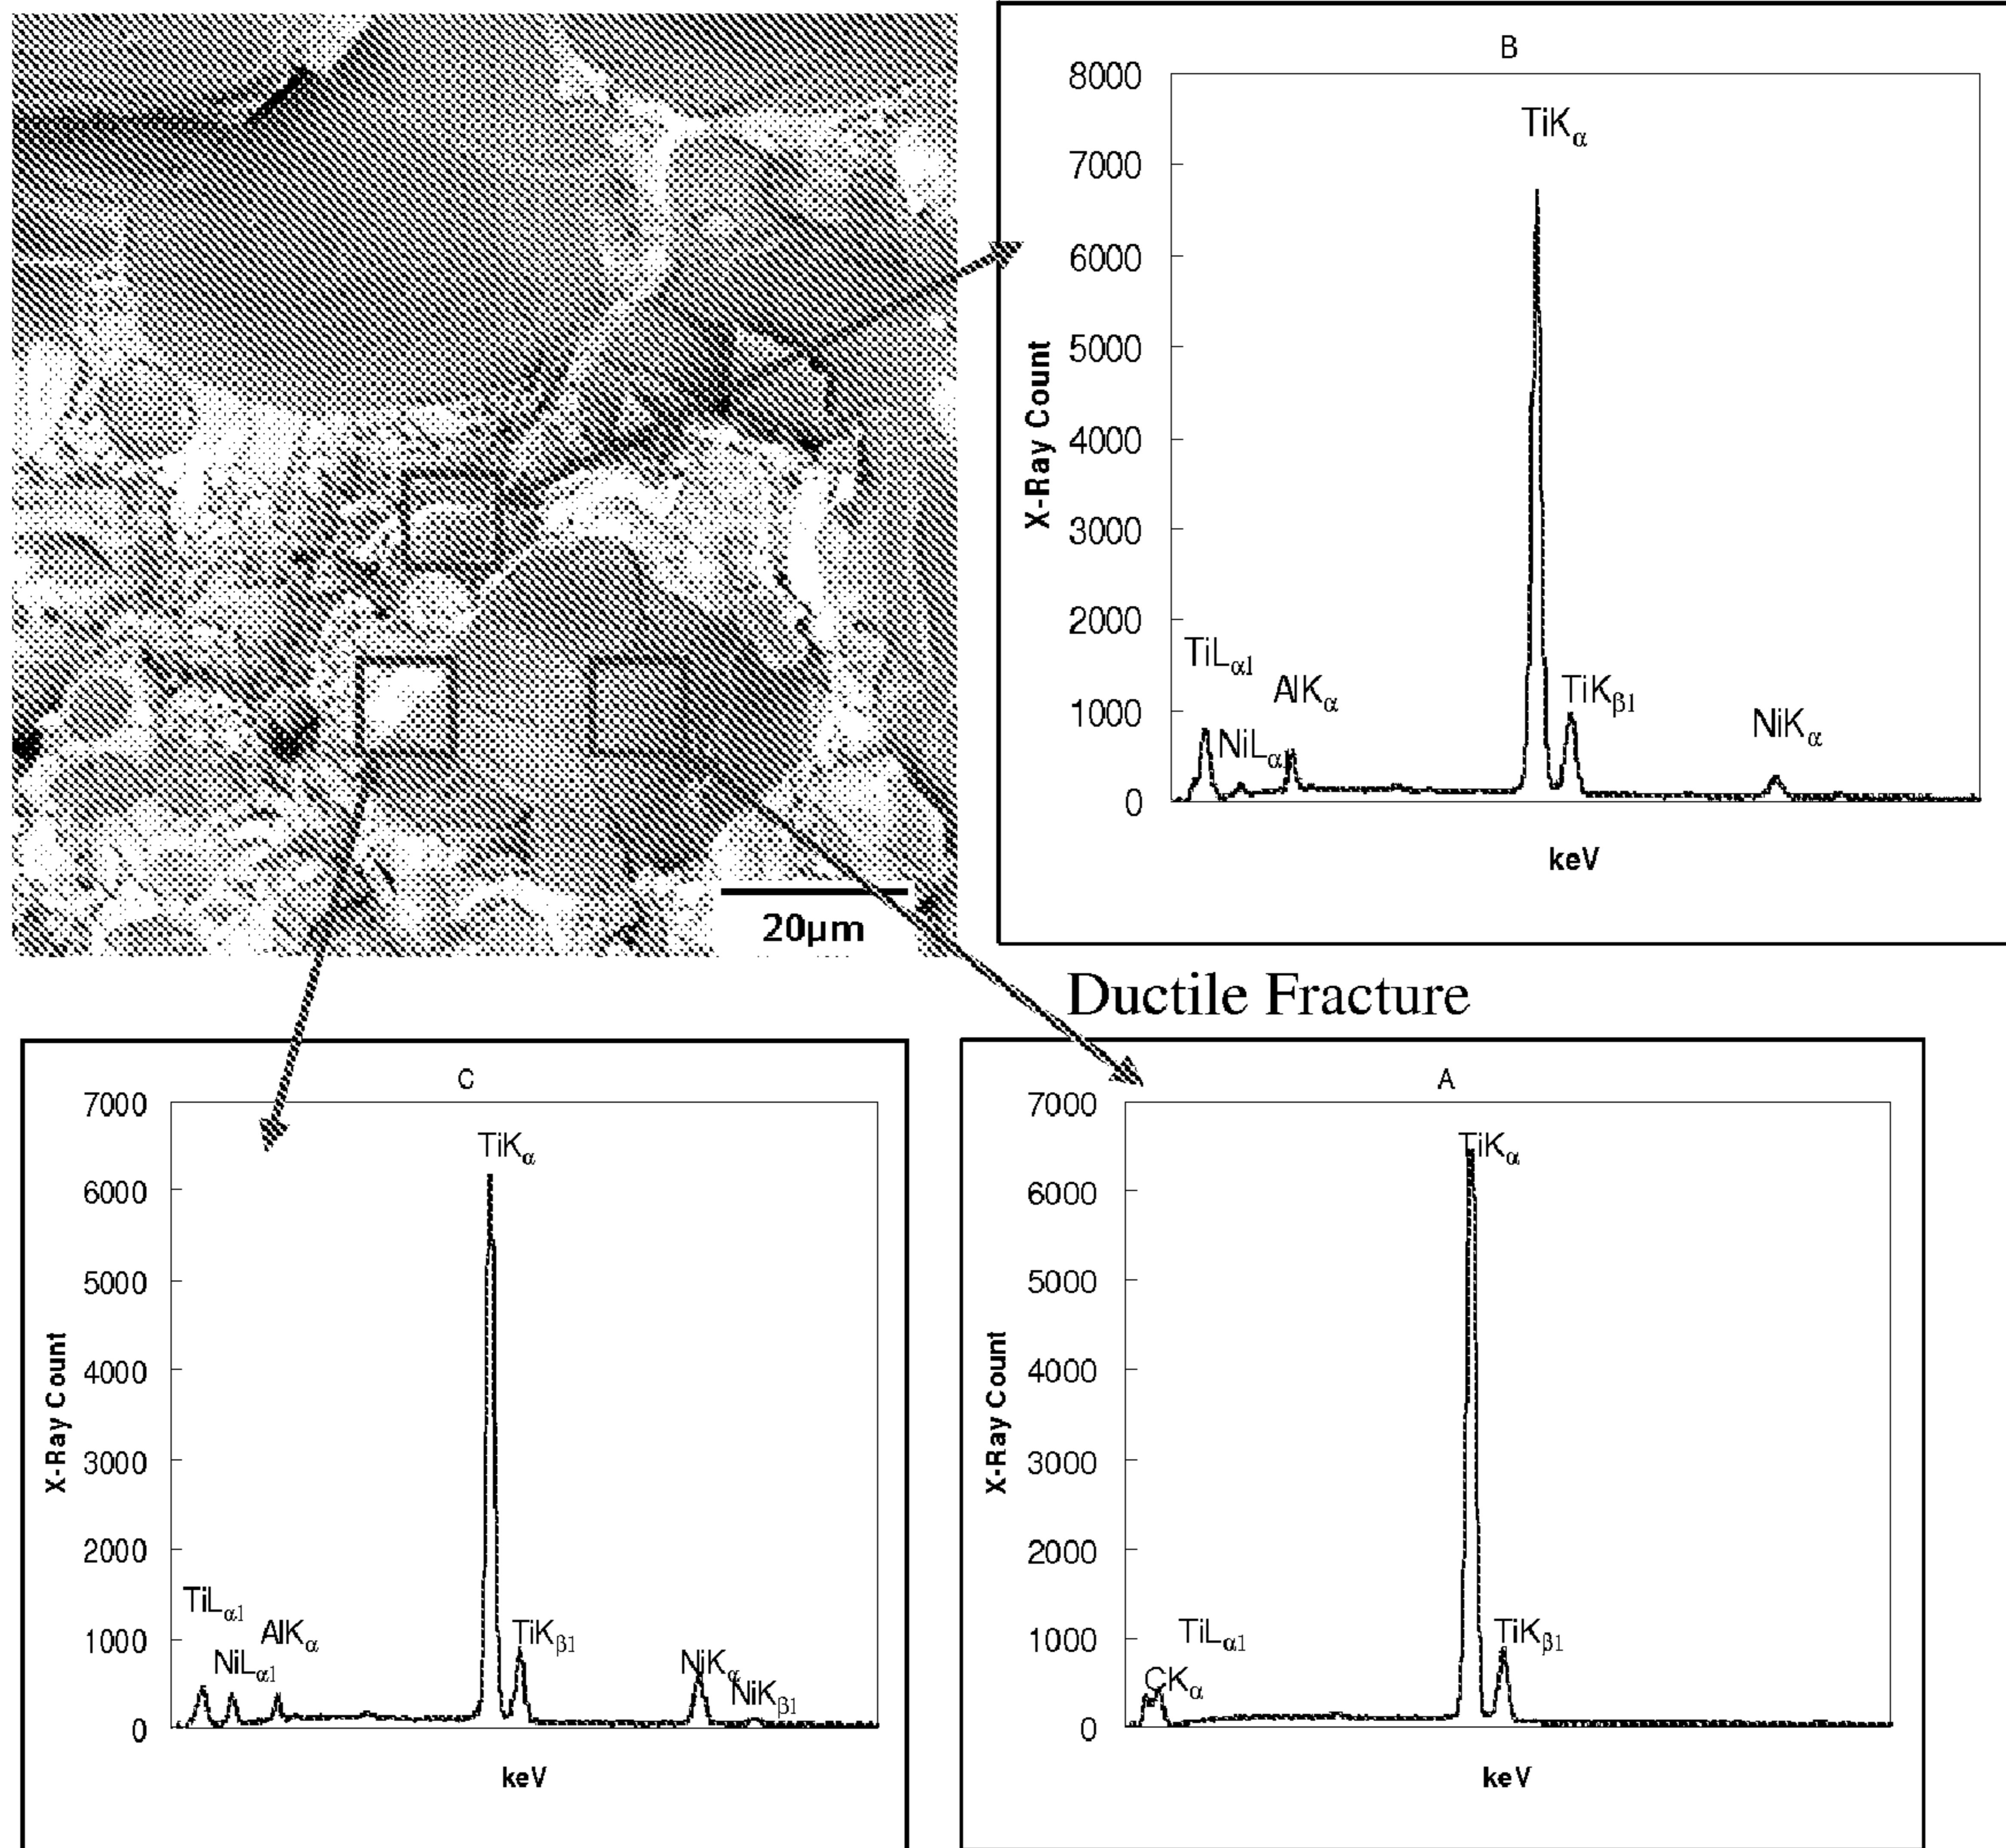 20µm
B
8000
7000
6000
5000
4000
3000
2000
1000
0
X-Ray Count
TiKα
TiLα1
NiLα
AlKα
TiKβ1
NiKα
keV
Ductile Fracture
C
7000
6000
5000
4000
3000
2000
1000
0
X-Ray Count
TiKα
TiLα1
NiLα1
AlKα
TiKβ1
NiKα
NiKβ1
keV
A
7000
6000
5000
4000
3000
2000
1000
0
X-Ray Count
TiKα
TiLα1
CKα
TiKβ1
keV